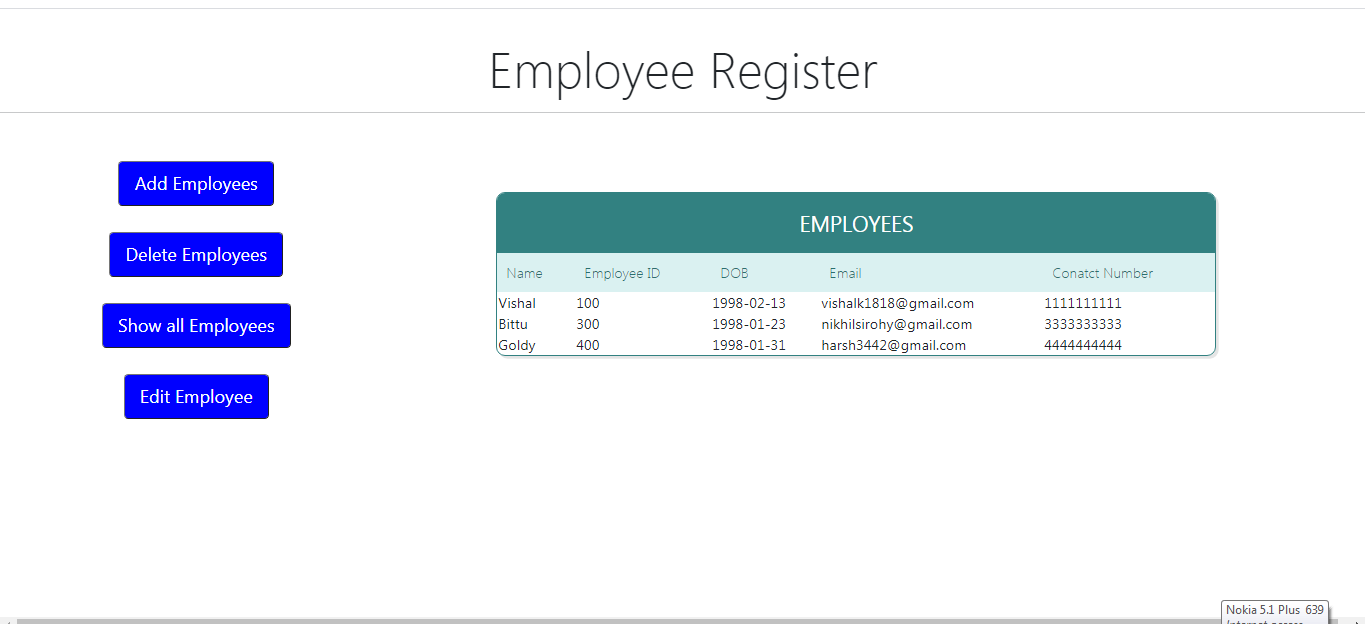 Employee Register
Add Employees
Delete Employees
Show all Employees
Edit Employee
EMPLOYEES
Name Employee ID DOB Email Conatct Number
Vishal 100 1998-02-13 vishalk1818@gmail.com 1111111111
Bittu 300 1998-01-23 nikhilsirohy@gmail.com 3333333333
Goldy 400 1998-01-31 harsh3442@gmail.com 4444444444
Nokia 5.1 Plus 639
Internet access